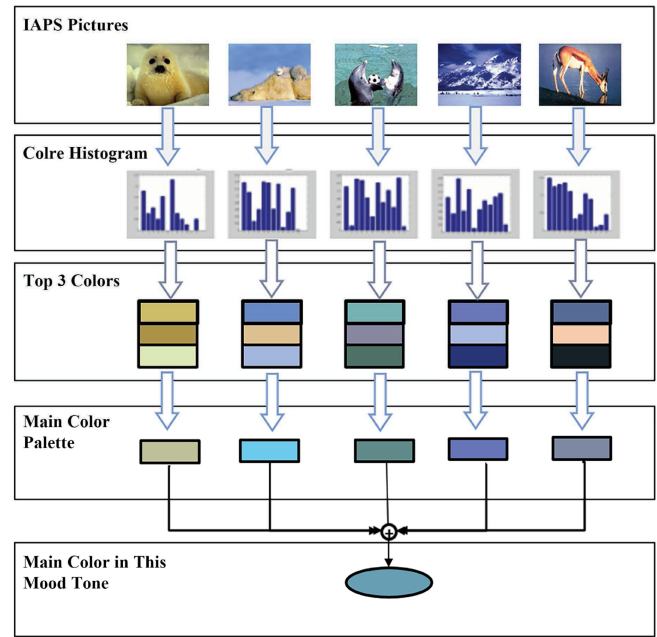 IAPS Pictures
Colre Histogram
Top 3 Colors
Main Color
Palette
Main Color in This
Mood Tone